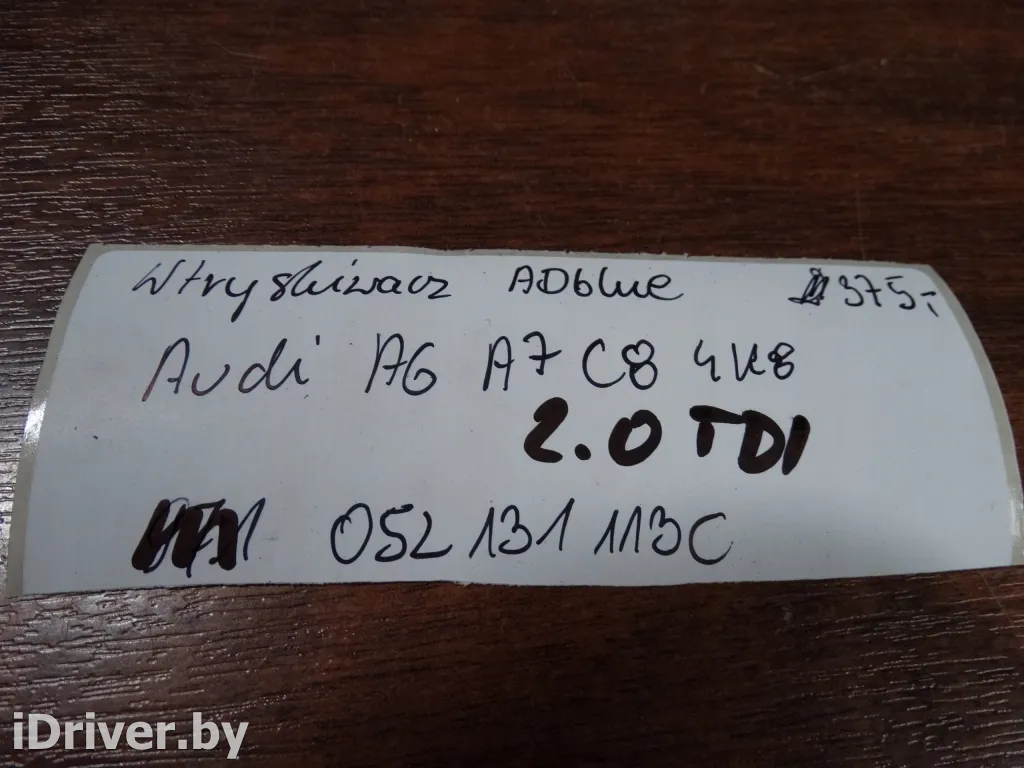 Wtryskiwacz ADblue 375,-
Audi A6 A7 C8 4K8
2.0 TDI
05L 131 113C
iDriver.by